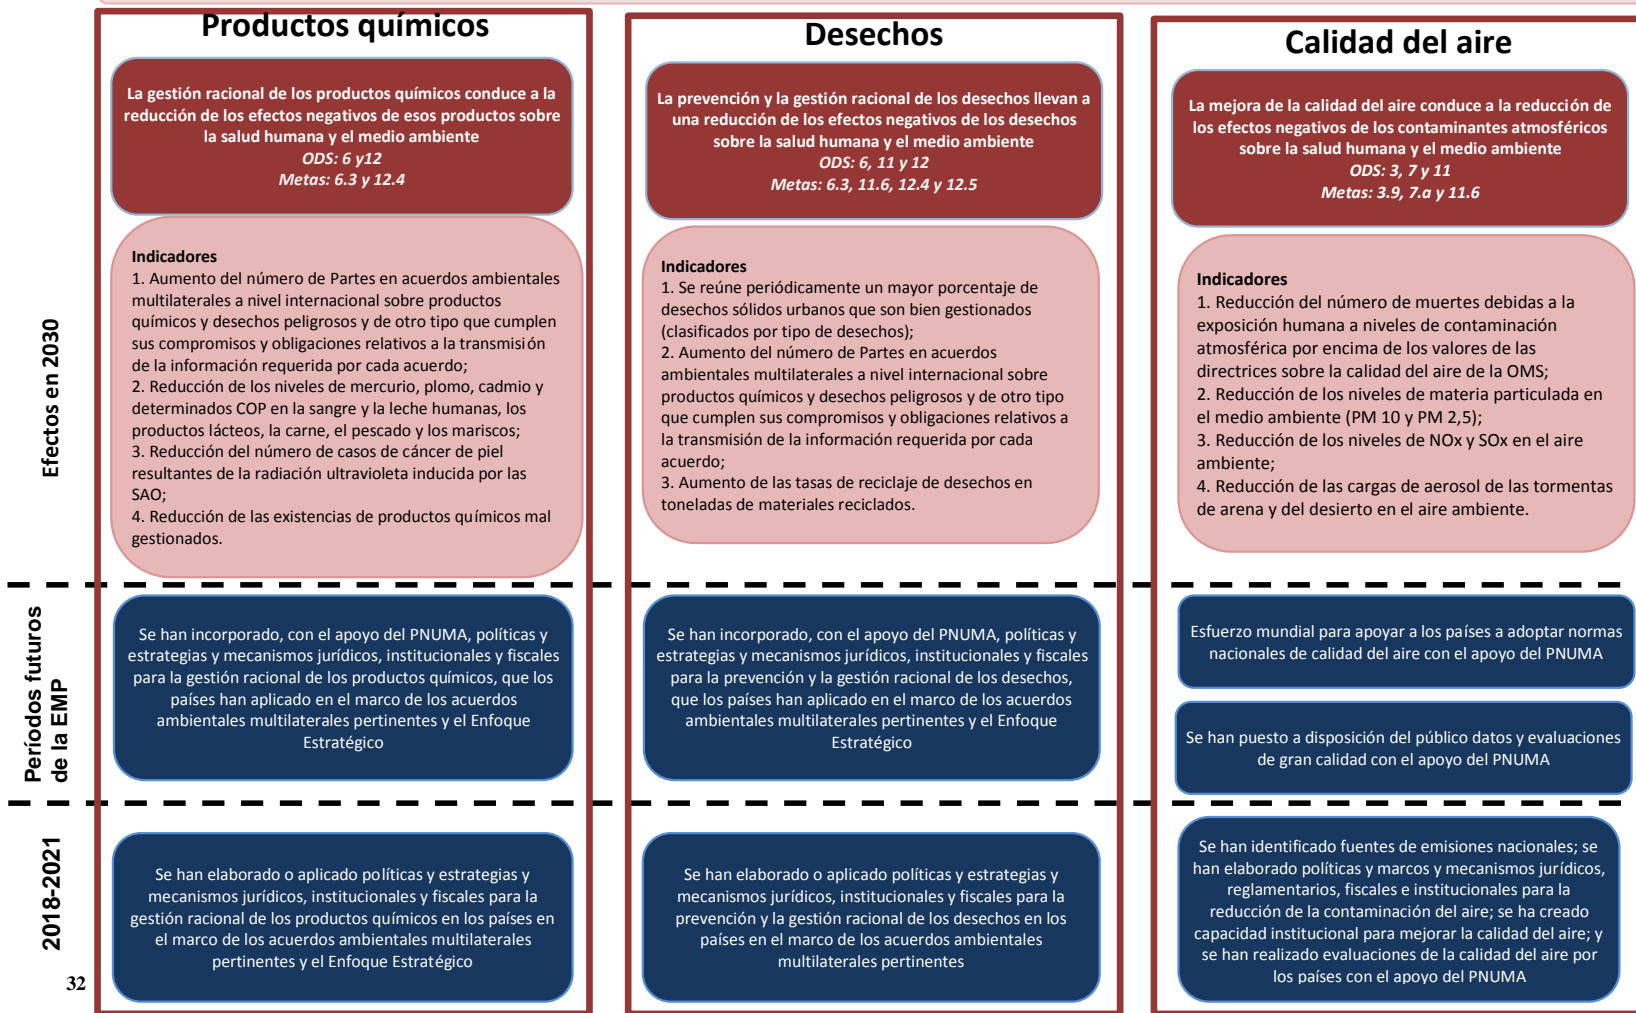 Productos químicos
La gestión racional de los productos químicos conduce a la
reducción de los efectos negativos de esos productos sobre
la salud humana y el medio ambiente
ODS: 6 y12
Metas: 6.3 y 12.4
Indicadores
1. Aumento del número de Partes en acuerdos ambientales
multilaterales a nivel internacional sobre productos
químicos y desechos peligrosos y de otro tipo que cumplen
sus compromisos y obligaciones relativos a la transmisión
de la información requerida por cada acuerdo;
2. Reducción de los niveles de mercurio, plomo, cadmio y
determinados COP en la sangre y la leche humanas, los
productos lácteos, la carne, el pescado y los mariscos;
3. Reducción del número de casos de cáncer de piel
resultantes de la radiación ultravioleta inducida por las
SAO;
4. Reducción de las existencias de productos químicos mal
gestionados.
Se han incorporado, con el apoyo del PNUMA, políticas y
estrategias y mecanismos jurídicos, institucionales y fiscales
para la gestión racional de los productos químicos, que los
países han aplicado en el marco de los acuerdos
ambientales multilaterales pertinentes y el Enfoque
Estratégico
Se han elaborado o aplicado políticas y estrategias y
mecanismos jurídicos, institucionales y fiscales para la
gestión racional de los productos químicos en los países en
el marco de los acuerdos ambientales multilaterales
pertinentes y el Enfoque Estratégico
Desechos
La prevención y la gestión racional de los desechos llevan a
una reducción de los efectos negativos de los desechos
sobre la salud humana y el medio ambiente
ODS: 6, 11 y 12
Metas: 6.3, 11.6, 12.4 y 12.5
Indicadores
1. Se reúne periódicamente un mayor porcentaje de
desechos sólidos urbanos que son bien gestionados
(clasificados por tipo de desechos);
2. Aumento del número de Partes en acuerdos
ambientales multilaterales a nivel internacional sobre
productos químicos y desechos peligrosos y de otro tipo
que cumplen sus compromisos y obligaciones relativos a
la transmisión de la información requerida por cada
acuerdo;
3. Aumento de las tasas de reciclaje de desechos en
toneladas de materiales reciclados.
Se han incorporado, con el apoyo del PNUMA, políticas y
estrategias y mecanismos jurídicos, institucionales y fiscales
para la prevención y la gestión racional de los desechos,
que los países han aplicado en el marco de los acuerdos
ambientales multilaterales pertinentes y el Enfoque
Estratégico
Se han elaborado o aplicado políticas y estrategias y
mecanismos jurídicos, institucionales y fiscales para la
prevención y la gestión racional de los desechos en los
países en el marco de los acuerdos ambientales
multilaterales pertinentes
Calidad del aire
La mejora de la calidad del aire conduce a la reducción de
los efectos negativos de los contaminantes atmosféricos
sobre la salud humana y el medio ambiente
ODS: 3, 7 y 11
Metas: 3.9, 7.a y 11.6
Indicadores
1. Reducción del número de muertes debidas a la
exposición humana a niveles de contaminación
atmosférica por encima de los valores de las
directrices sobre la calidad del aire de la OMS;
2. Reducción de los niveles de materia particulada en
el medio ambiente (PM 10 y PM 2,5);
3. Reducción de los niveles de NOx y SOx en el aire
ambiente;
4. Reducción de las cargas de aerosol de las tormentas
de arena y del desierto en el aire ambiente.
Esfuerzo mundial para apoyar a los países a adoptar normas
nacionales de calidad del aire con el apoyo del PNUMA
Se han puesto a disposición del público datos y evaluaciones
de gran calidad con el apoyo del PNUMA
Se han identificado fuentes de emisiones nacionales; se
han elaborado políticas y marcos y mecanismos jurídicos,
reglamentarios, fiscales e institucionales para la
reducción de la contaminación del aire; se ha creado
capacidad institucional para mejorar la calidad del aire; y
se han realizado evaluaciones de la calidad del aire por
los países con el apoyo del PNUMA
Efectos en 2030
Períodos futuros
de la EMP
2018-2021
32